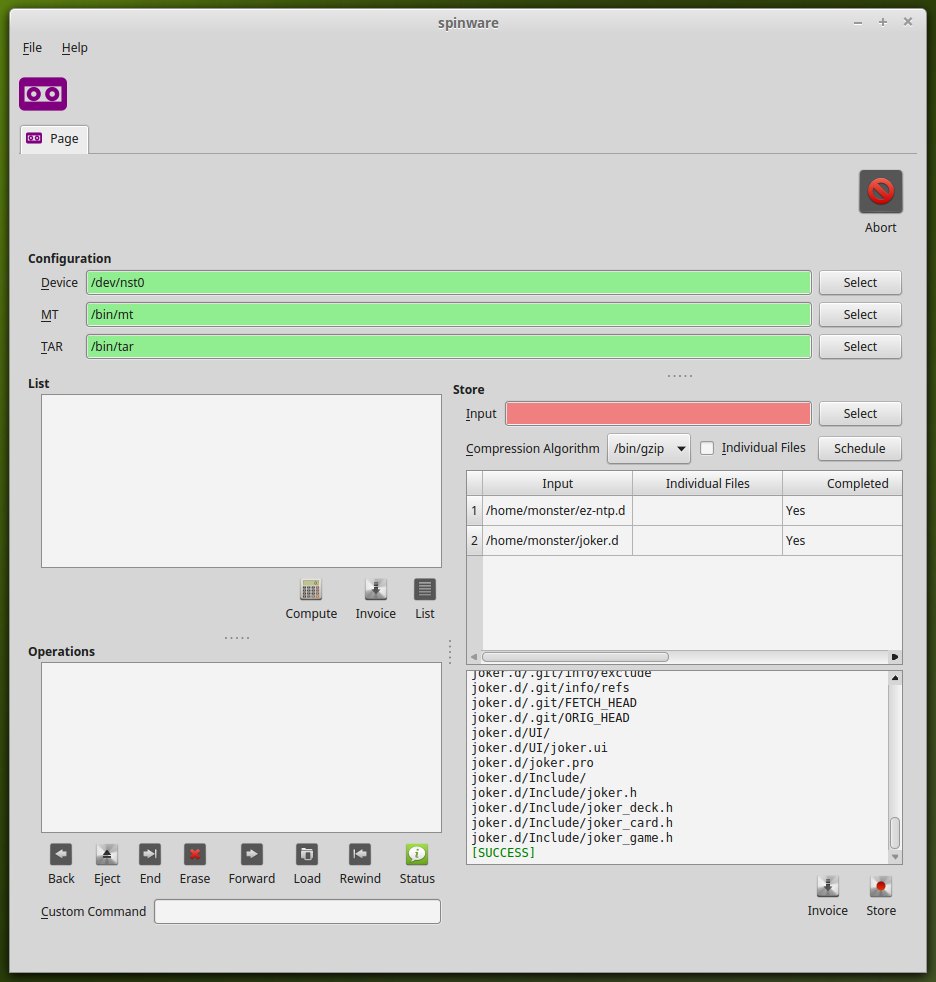 spinware
File Help
Page
Abort
Configuration
Device /dev/nst0 Select
MT /bin/mt Select
TAR /bin/tar Select
List
Compute Invoice List
Operations
Back Eject End Erase Forward Load Rewind Status
Custom Command
Store
Input Select
Compression Algorithm /bin/gzip Individual Files Schedule
Input Individual Files Completed
1 /home/monster/ez-ntp.d Yes
2 /home/monster/joker.d Yes
joker.d/.git/info/exclude
joker.d/.git/info/refs
joker.d/.git/FETCH_HEAD
joker.d/.git/ORIG_HEAD
joker.d/UI/
joker.d/UI/joker.ui
joker.d/joker.pro
joker.d/Include/
joker.d/Include/joker.h
joker.d/Include/joker_deck.h
joker.d/Include/joker_card.h
joker.d/Include/joker_game.h
[SUCCESS]
Invoice Store